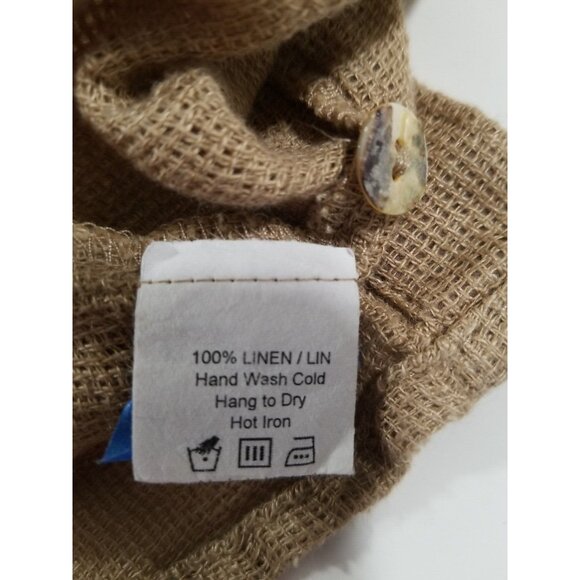 100% LINEN / LIN
Hand Wash Cold
Hang to Dry
Hot Iron